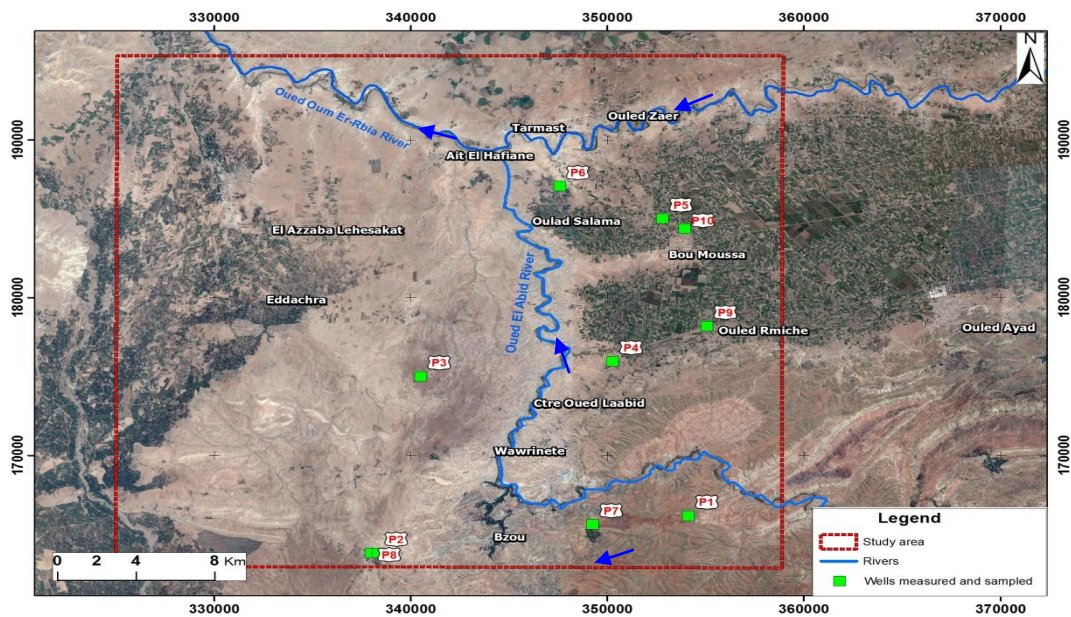 330000 340000 350000 360000 370000
N
Oued Oum Er-Rbia River
Ouled Zaer
Tarmast
190000 190000
Ait El Hafiane
P6
P5
Oulad Salama
P10
El Azzaba Lehesakat
Bou Moussa
Oued El Abid River
180000 180000
Eddachra
P9
Ouled Rmiche
Ouled Ayad
P4
P3
Ctre Oued Laabid
170000 170000
Wawrinete
P1
P7
Bzou
P2
P8
0 2 4 8 Km
Legend
Study area
Rivers
Wells measured and sampled
330000 340000 350000 360000 370000